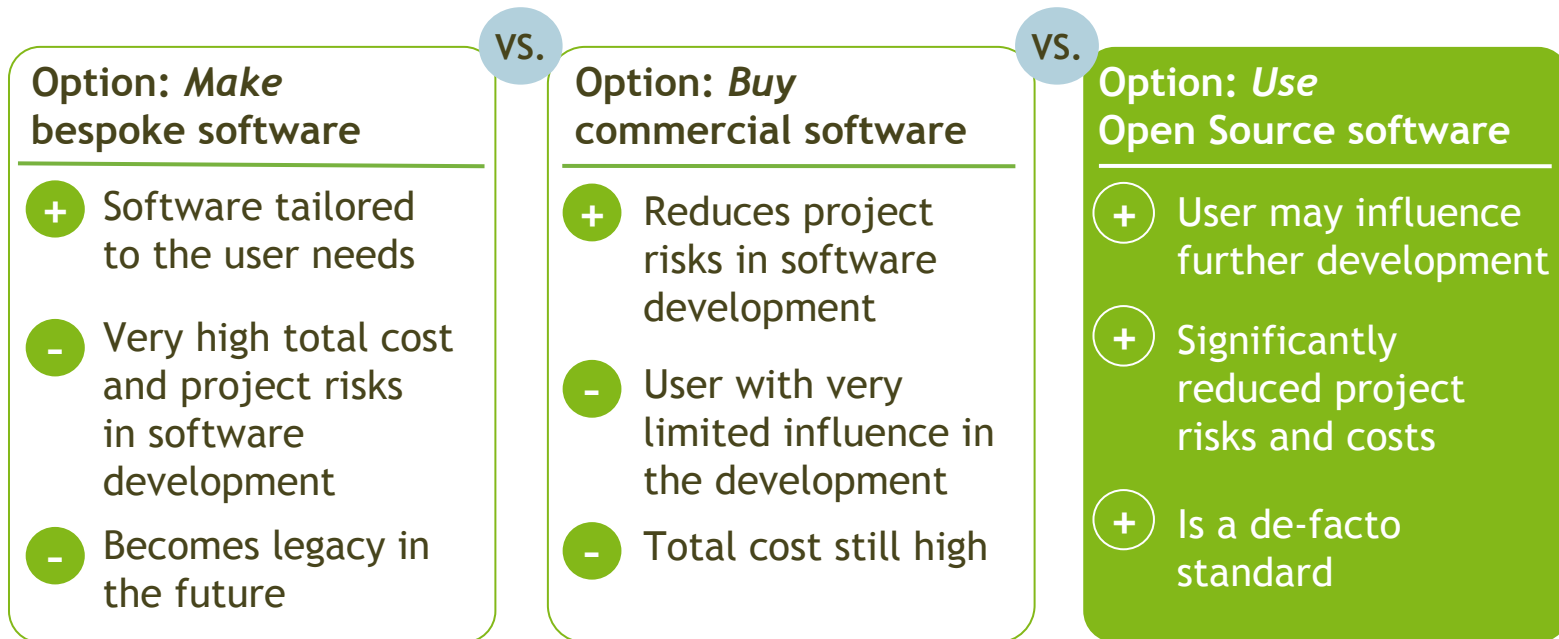 VS.
VS.
Option: Make
bespoke software
+ Software tailored
to the user needs
- Very high total cost
and project risks
in software
development
- Becomes legacy in
the future
Option: Buy
commercial software
+ Reduces project
risks in software
development
- User with very
limited influence in
the development
- Total cost still high
Option: Use
Open Source software
+ User may influence
further development
+ Significantly
reduced project
risks and costs
+ Is a de-facto
standard